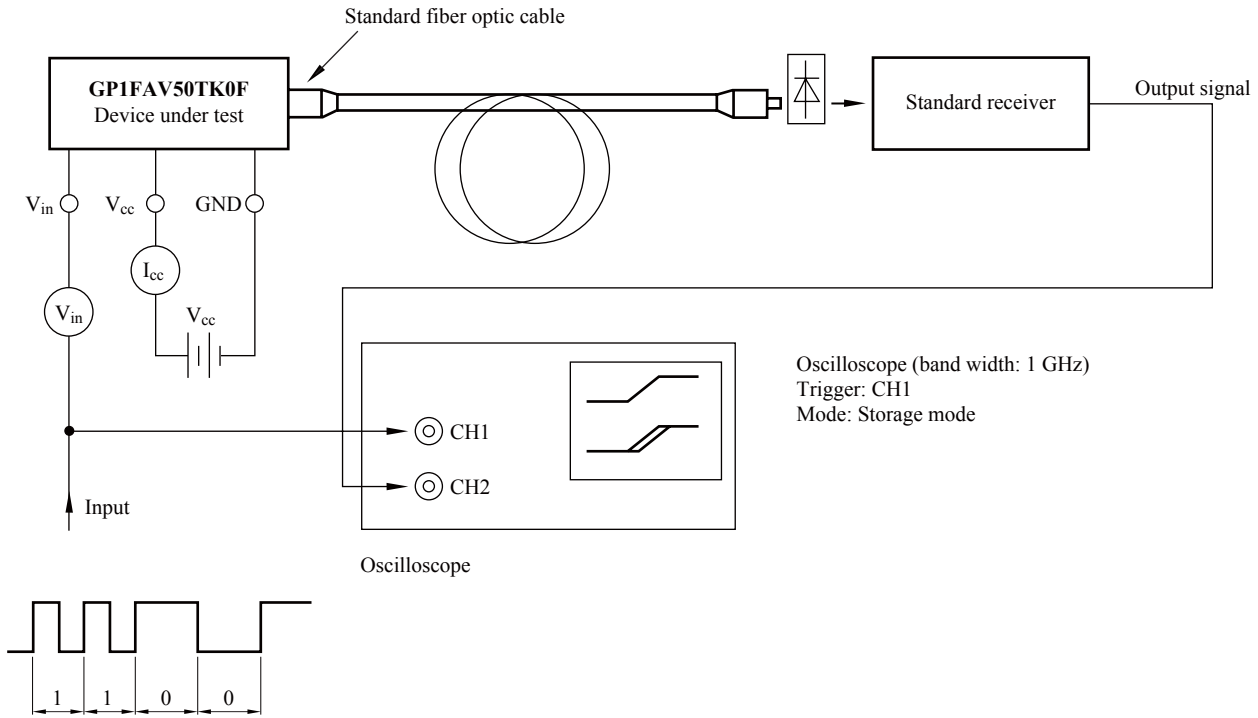 Standard fiber optic cable
GP1FAV50TK0F
Device under test
Standard receiver
Output signal
Vin
Vcc
GND
Icc
Vin
Vcc
Oscilloscope (band width: 1 GHz)
Trigger: CH1
Mode: Storage mode
CH1
CH2
Input
Oscilloscope
1 1 0 0